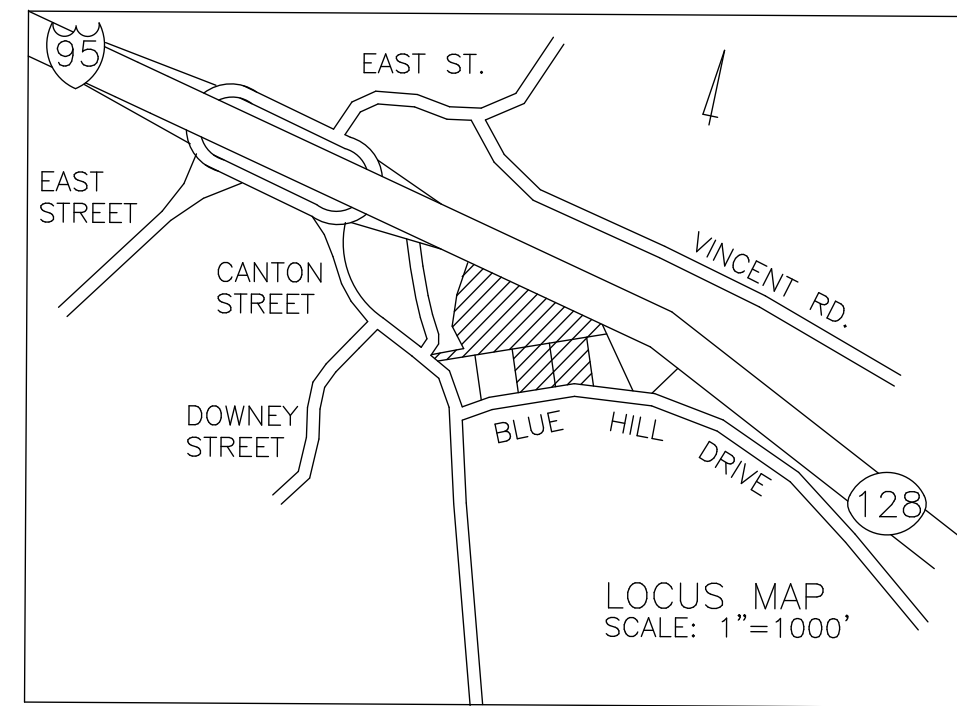 95
EAST ST.
EAST
STREET
CANTON
STREET
VINCENT RD.
DOWNEY
STREET
BLUE HILL DRIVE
128
LOCUS MAP
SCALE: 1"=1000'